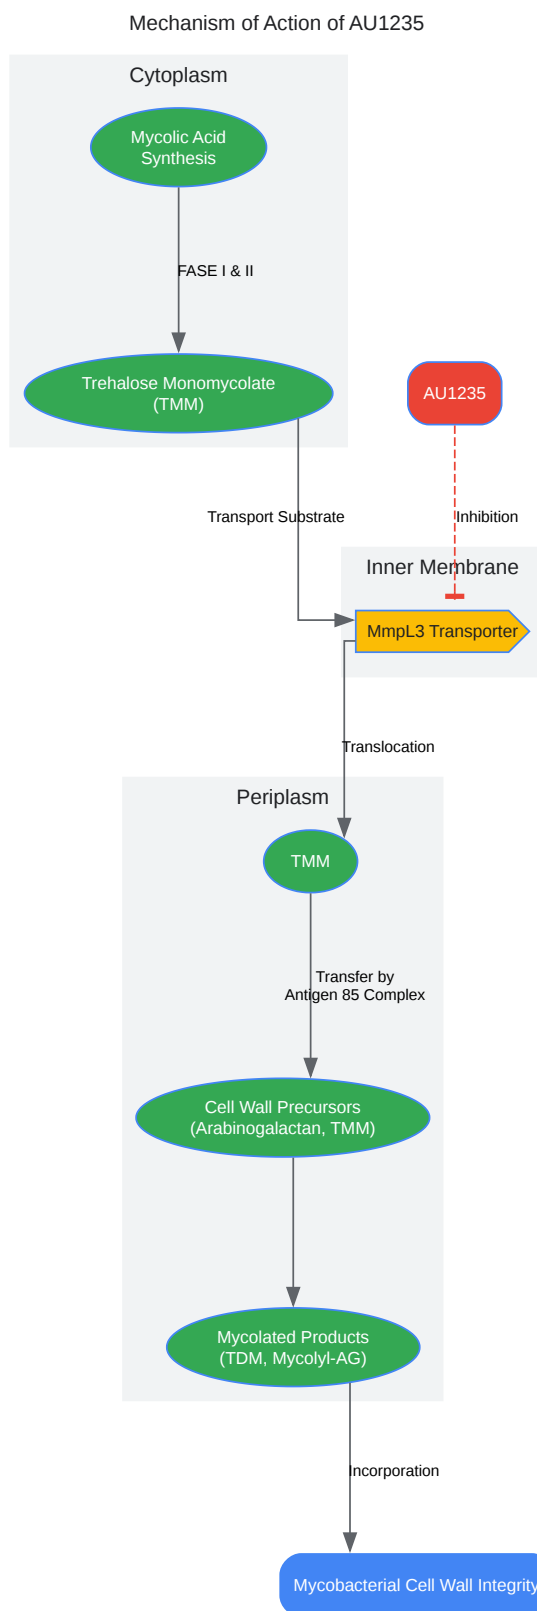 Mechanism of Action of AU1235
Cytoplasm
Mycolic Acid
Synthesis
FASE I & II
Trehalose Monomycolate
(TMM)
AU1235
Transport Substrate
Inhibition
Inner Membrane
MmpL3 Transporter
Translocation
Periplasm
TMM
Transfer by
Antigen 85 Complex
Cell Wall Precursors
(Arabinogalactan, TMM)
Mycolated Products
(TDM, Mycolyl-AG)
Incorporation
Mycobacterial Cell Wall Integrity